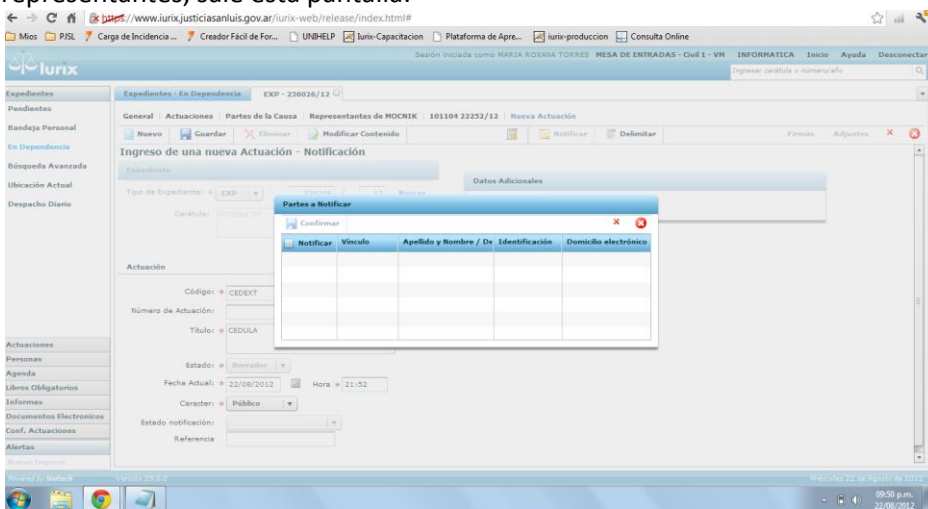 representantes, sale esta pantalla:
https://www.iurix.justiciasanluis.gov.ar/iurix-web/release/index.html#
Mios PJSL Carga de Incidencia ... Creador Fácil de For... UNIHELP Iurix-Capacitacion Plataforma de Apre... iurix-produccion Consulta Online
Sesión iniciada como MARIA ROXANA TORRES MESA DE ENTRADAS - Civil 1 - VM INFORMATICA Inicio Ayuda Desconectar
Iurix
Ingresar carátula o número/año
Expedientes
Expedientes - En Dependencia EXP - 236026/12
Pendientes
General Actuaciones Partes de la Causa Representantes de MOCNIK 101104 22252/12 Nueva Actuación
Bandeja Personal
Nuevo Guardar Eliminar Modificar Contenido Notificar Delimitar Firmas Adjuntos
En Dependencia
Ingreso de una nueva Actuación - Notificación
Búsqueda Avanzada
Expediente
Datos Adicionales
Ubicación Actual
Tipo de Expediente: EXP Buscar
Despacho Diario
Partes a Notificar
Carátula:
Confirmar
Notificar Vínculo Apellido y Nombre / De Identificación Domicilio electrónico
Actuación
Código: CEDEXT
Número de Actuación:
Título: CEDULA
Actuaciones
Personas
Estado: Borrador
Agenda
Fecha Actual: 22/08/2012 Hora 21:52
Libros Obligatorios
Informes
Caracter: Público
Documentos Electronicos
Estado notificación:
Conf. Actuaciones
Referencia
Alertas
Nuevos Ingresos
Powered by Unitech Versión 29.0.0 Miércoles 22 de Agosto de 2012
09:50 p.m.
22/08/2012